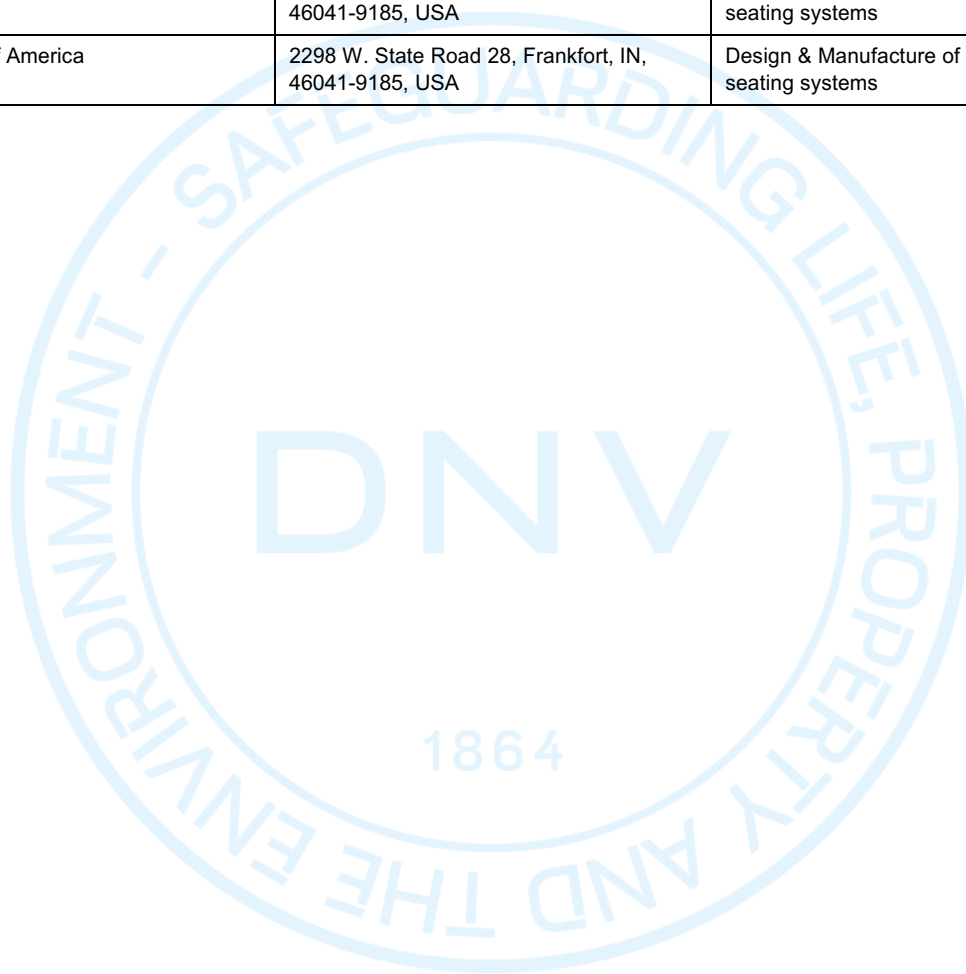 46041-9185, USA
seating systems
America
2298 W. State Road 28, Frankfort, IN,
46041-9185, USA
Design & Manufacture of
seating systems
SAFEGUARDING LIFE, PROPERTY AND THE ENVIRONMENT -
DNV
1864